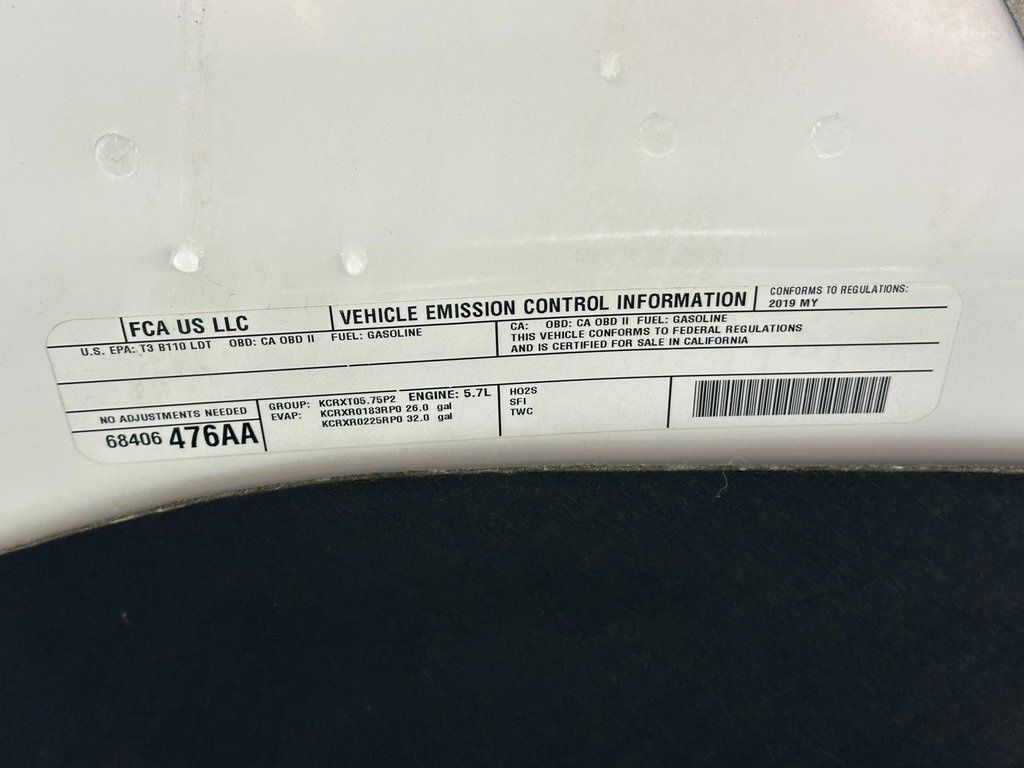 FCA US LLC
VEHICLE EMISSION CONTROL INFORMATION
CONFORMS TO REGULATIONS:
2019 MY
U.S. EPA: T3 B110 LDT OBD: CA OBD II FUEL: GASOLINE
CA: OBD: CA OBD II FUEL: GASOLINE
THIS VEHICLE CONFORMS TO FEDERAL REGULATIONS
AND IS CERTIFIED FOR SALE IN CALIFORNIA
NO ADJUSTMENTS NEEDED
68406 476AA
GROUP: KCRXT05.75P2 ENGINE: 5.7L
EVAP: KCRXR0183RP0 26.0 gal
KCRXR0225RP0 32.0 gal
HO2S
SFI
TWC